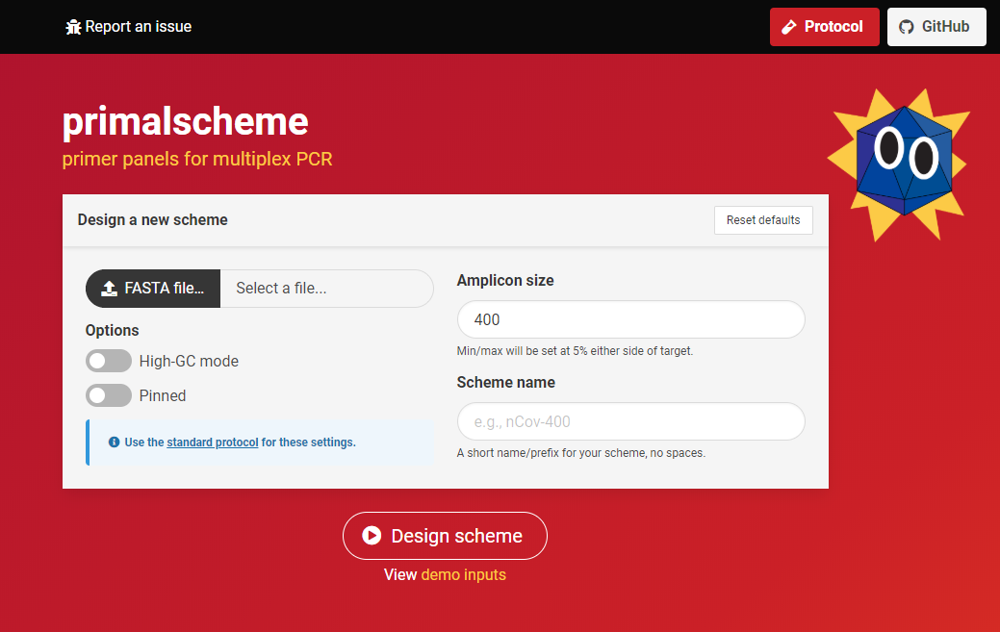 Report an issue
Protocol
GitHub
primalscheme
primer panels for multiplex PCR
Design a new scheme
Reset defaults
FASTA file...
Select a file...
Options
High-GC mode
Pinned
Use the standard protocol for these settings.
Amplicon size
400
Min/max will be set at 5% either side of target.
Scheme name
e.g., nCov-400
A short name/prefix for your scheme, no spaces.
Design scheme
View demo inputs